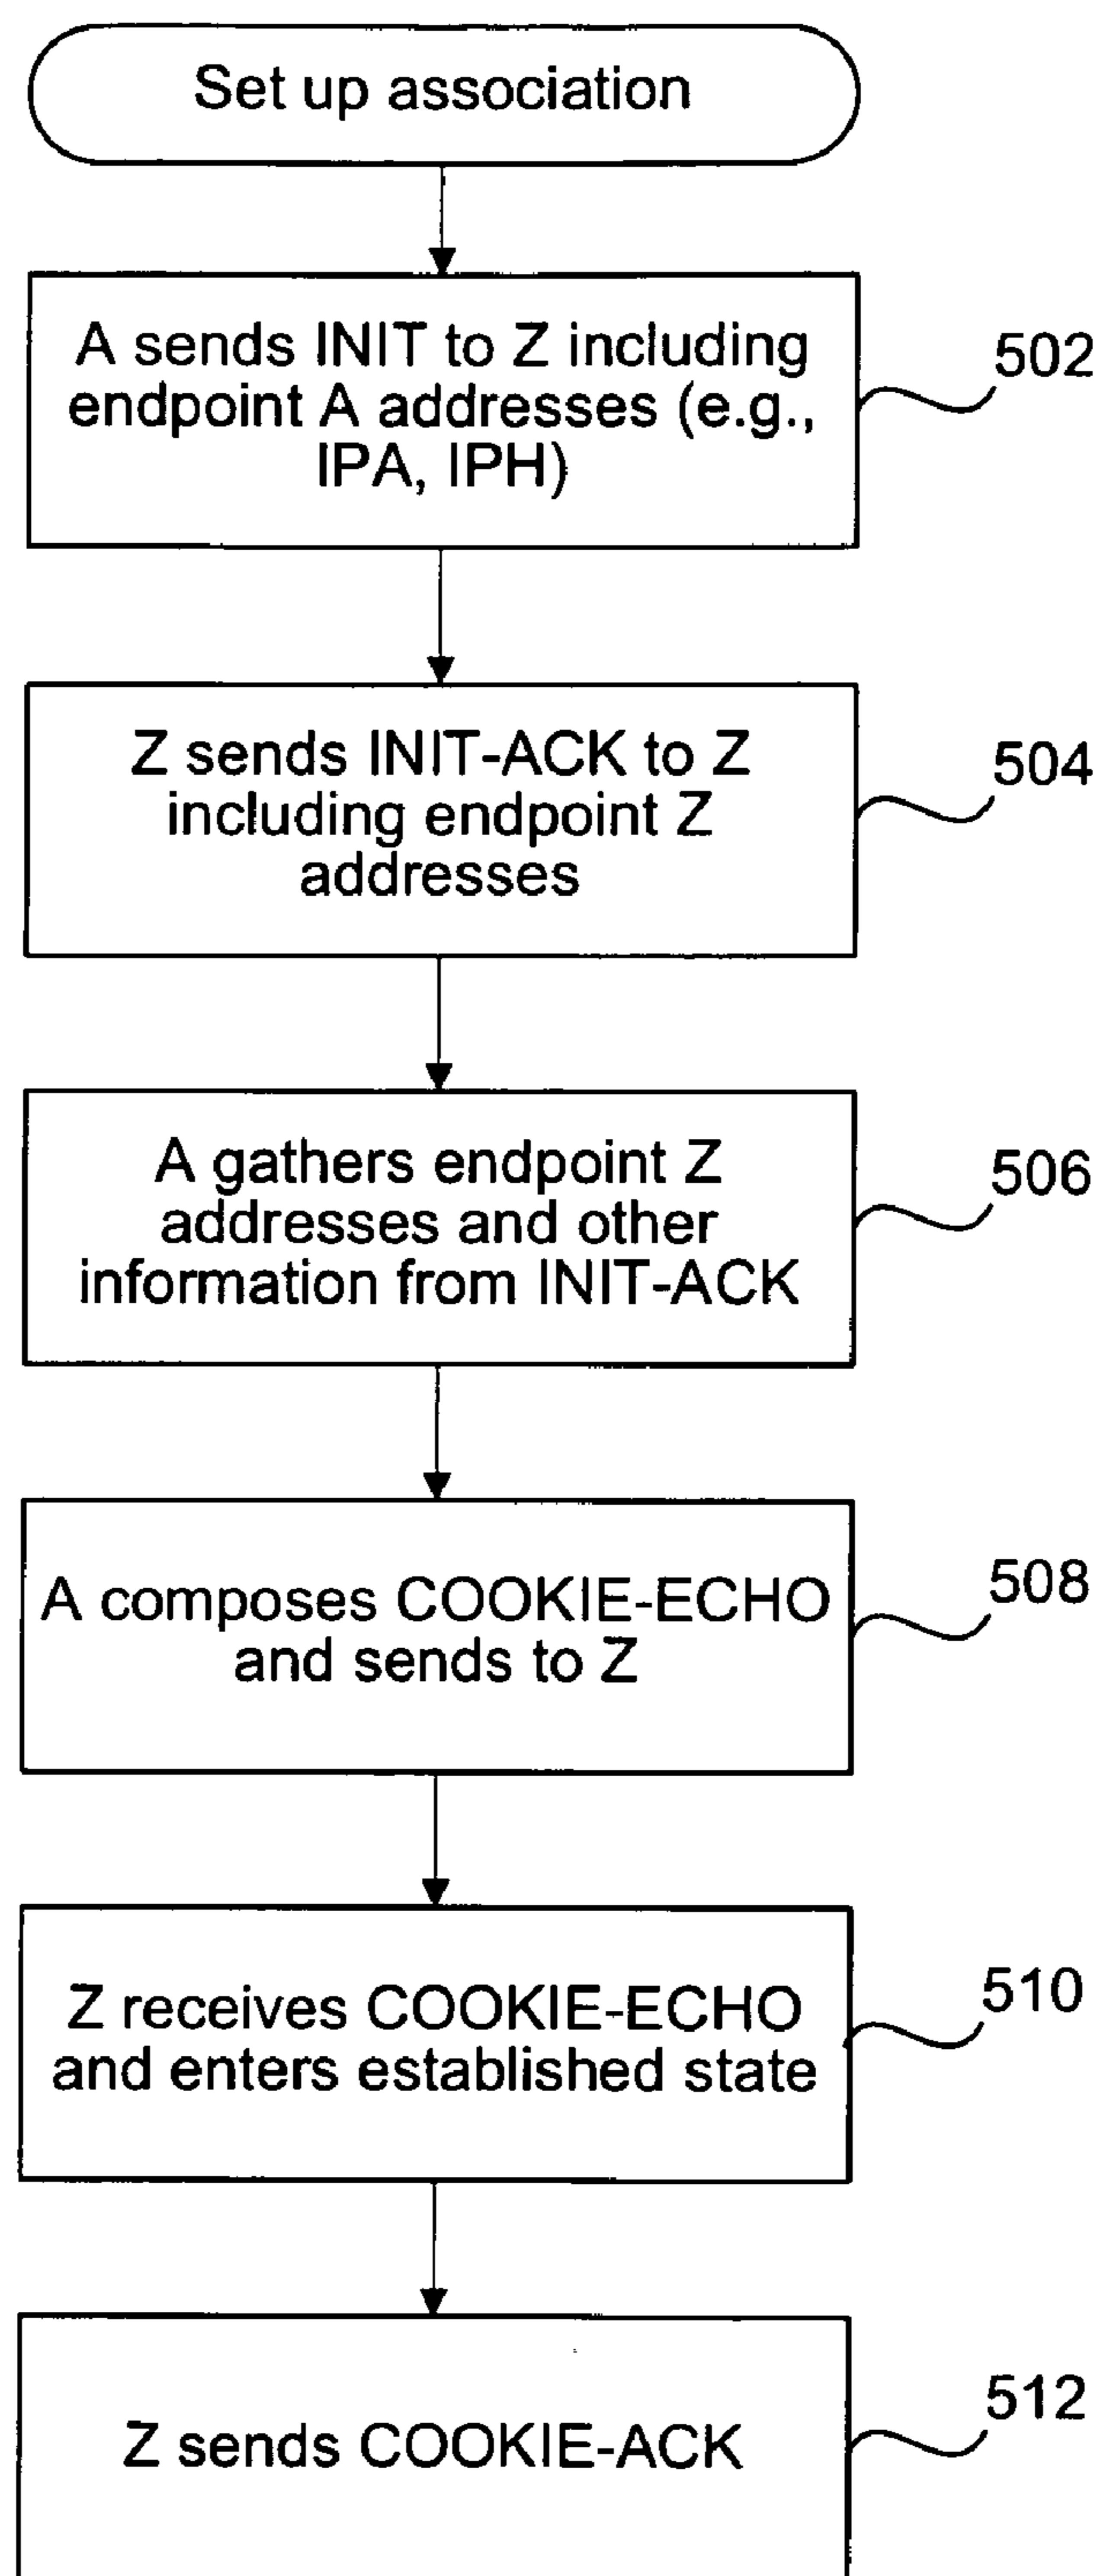 Set up association
A sends INIT to Z including
endpoint A addresses (e.g.,
IPA, IPH)
502
Z sends INIT-ACK to Z
including endpoint Z
addresses
504
A gathers endpoint Z
addresses and other
information from INIT-ACK
506
A composes COOKIE-ECHO
and sends to Z
508
Z receives COOKIE-ECHO
and enters established state
510
Z sends COOKIE-ACK
512